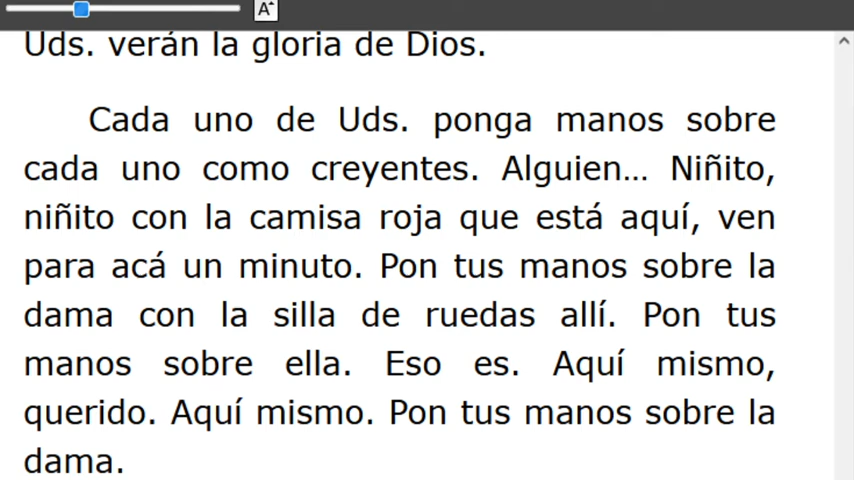 A
Uds. verán la gloria de Dios.
Cada uno de Uds. ponga manos sobre
cada uno como creyentes. Alguien... Niñito,
niñito con la camisa roja que está aquí, ven
para acá un minuto. Pon tus manos sobre la
dama con la silla de ruedas allí. Pon tus
manos sobre ella. Eso es. Aquí mismo,
querido. Aquí mismo. Pon tus manos sobre la
dama.